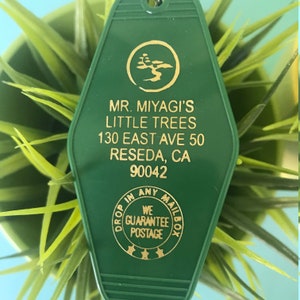 MR. MIYAGI'S
LITTLE TREES
130 EAST AVE 50
RESEDA, CA
90042
DROP IN ANY MAILBOX
WE
GUARANTEE
POSTAGE